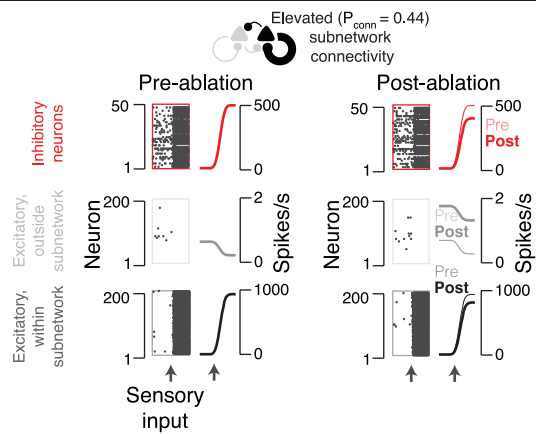 Elevated (Pconn = 0.44)
subnetwork
connectivity
Pre-ablation
Post-ablation
Inhibitory
neurons
50
1
500
0
50
1
500
0
Pre
Post
Excitatory,
outside
subnetwork
Neuron
200
1
2
0
Spikes/s
Neuron
200
1
Pre
Post
2
0
Spikes/s
Excitatory,
within
subnetwork
200
1
1000
0
200
1
Pre
Post
1000
0
Sensory
input